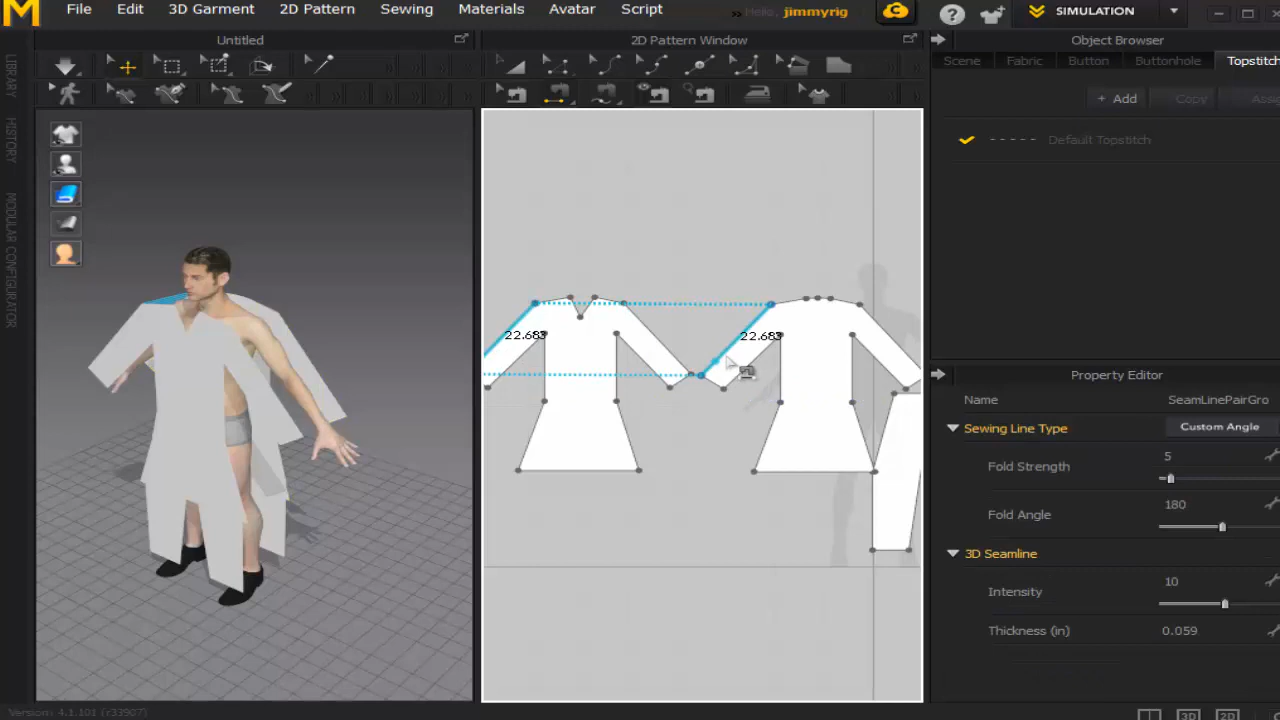 File Edit 3D Garment 2D Pattern Sewing Materials Avatar Script
Hello, jimmyrig
SIMULATION
Untitled
2D Pattern Window
Object Browser
Scene Fabric Button Buttonhole Topstitch
+ Add Copy Assig
Default Topstitch
LIBRARY
HISTORY
MODULAR CONFIGURATOR
22.683
22.683
Property Editor
Name SeamLinePairGro
Sewing Line Type Custom Angle
Fold Strength 5
Fold Angle 180
3D Seamline
Intensity 10
Thickness (in) 0.059
Version: 4.1.101 (r33907)
3D 2D